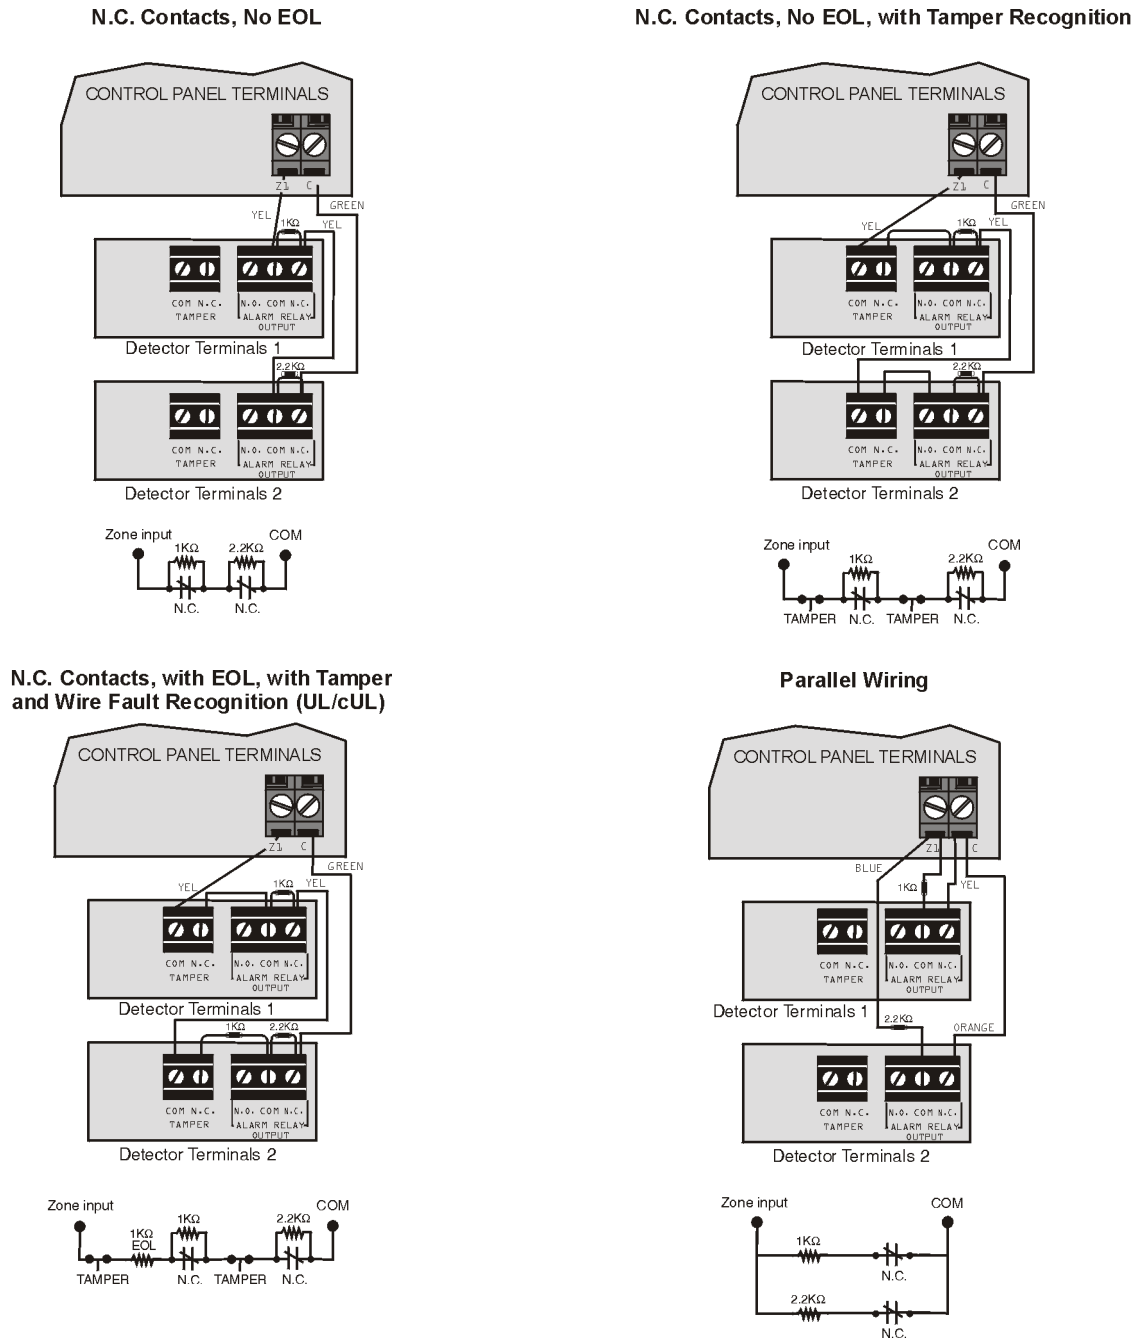 N.C. Contacts, No EOL
CONTROL PANEL TERMINALS
Z1 C
GREEN
YEL
1KΩ
YEL
COM N.C. N.O. COM N.C.
TAMPER ALARM RELAY
OUTPUT
Detector Terminals 1
2.2KΩ
COM N.C. N.O. COM N.C.
TAMPER ALARM RELAY
OUTPUT
Detector Terminals 2
Zone input COM
1KΩ 2.2KΩ
N.C. N.C.
N.C. Contacts, No EOL, with Tamper Recognition
CONTROL PANEL TERMINALS
Z1 C
GREEN
YEL 1KΩ YEL
COM N.C. N.O. COM N.C.
TAMPER ALARM RELAY
OUTPUT
Detector Terminals 1
2.2KΩ
COM N.C. N.O. COM N.C.
TAMPER ALARM RELAY
OUTPUT
Detector Terminals 2
Zone input COM
1KΩ 2.2KΩ
TAMPER N.C. TAMPER N.C.
N.C. Contacts, with EOL, with Tamper
and Wire Fault Recognition (UL/cUL)
CONTROL PANEL TERMINALS
Z1 C
GREEN
YEL 1KΩ YEL
COM N.C. N.O. COM N.C.
TAMPER ALARM RELAY
OUTPUT
Detector Terminals 1
1KΩ 2.2KΩ
COM N.C. N.O. COM N.C.
TAMPER ALARM RELAY
OUTPUT
Detector Terminals 2
Zone input COM
1KΩ
EOL
1KΩ 2.2KΩ
TAMPER N.C. TAMPER N.C.
Parallel Wiring
CONTROL PANEL TERMINALS
Z1 C
BLUE
1KΩ YEL
COM N.C. N.O. COM N.C.
TAMPER ALARM RELAY
OUTPUT
Detector Terminals 1
2.2KΩ
ORANGE
COM N.C. N.O. COM N.C.
TAMPER ALARM RELAY
OUTPUT
Detector Terminals 2
Zone input COM
1KΩ
N.C.
2.2KΩ
N.C.